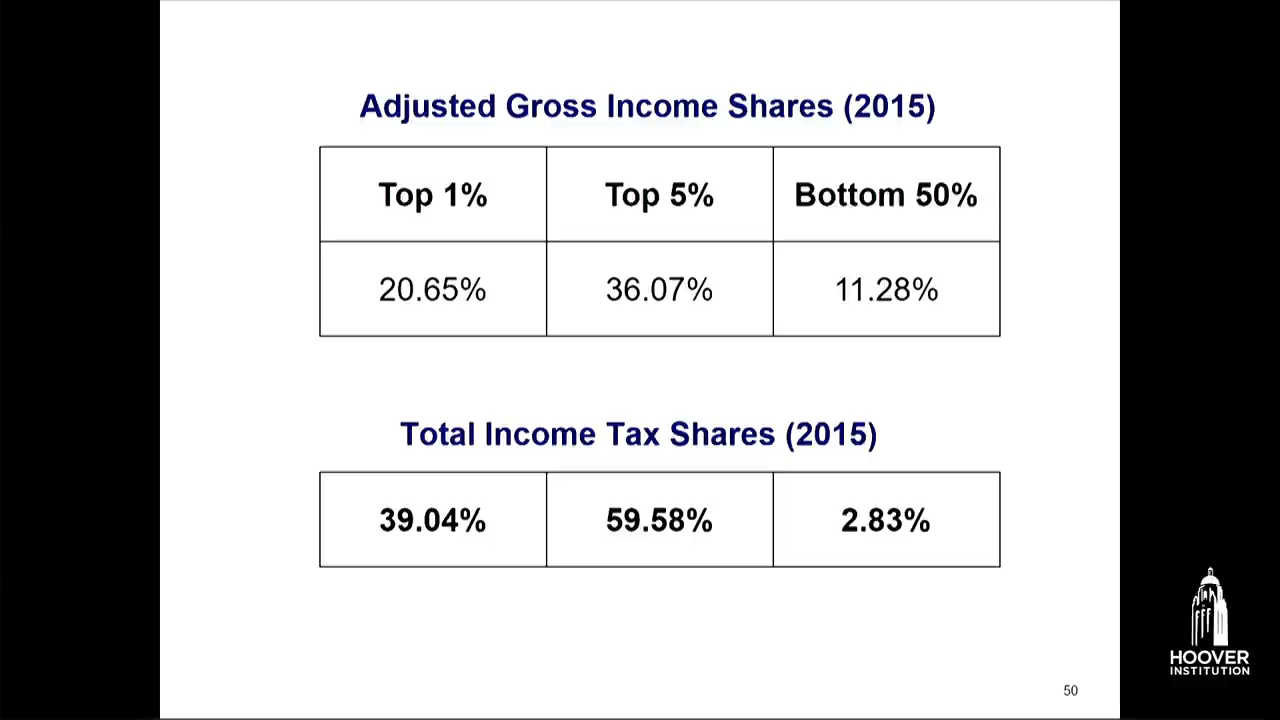 Adjusted Gross Income Shares (2015)
Top 1% Top 5% Bottom 50%
20.65% 36.07% 11.28%
Total Income Tax Shares (2015)
39.04% 59.58% 2.83%
HOOVER
INSTITUTION
50